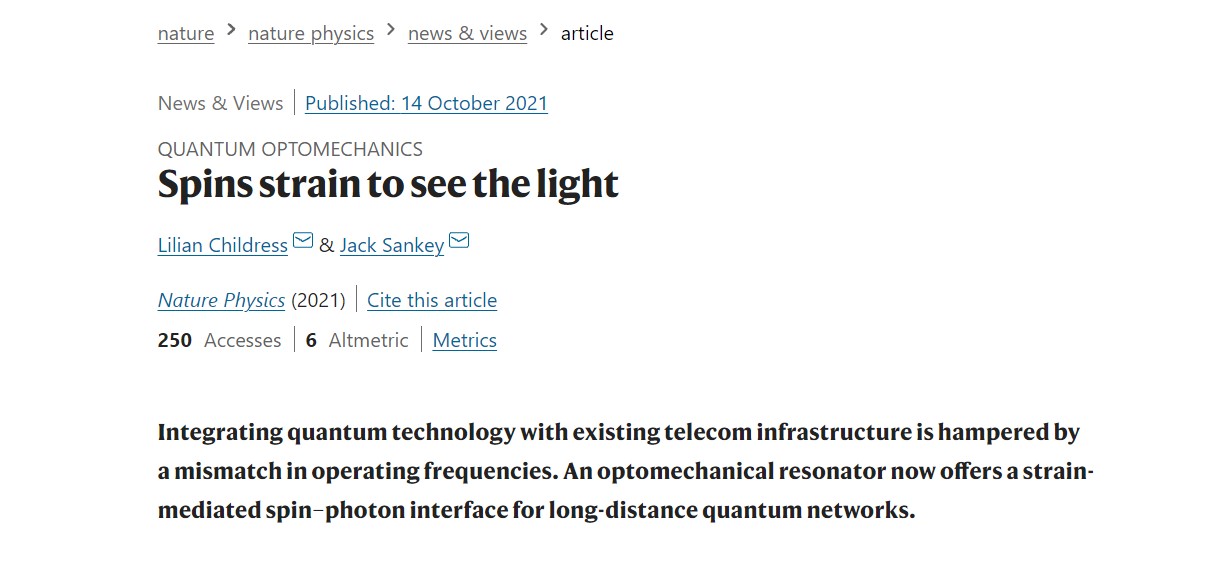 nature > nature physics > news & views > article
News & Views | Published: 14 October 2021
QUANTUM OPTOMECHANICS
Spins strain to see the light
Lilian Childress & Jack Sankey
Nature Physics (2021) | Cite this article
250 Accesses | 6 Altmetric | Metrics
Integrating quantum technology with existing telecom infrastructure is hampered by
a mismatch in operating frequencies. An optomechanical resonator now offers a strain-
mediated spin–photon interface for long-distance quantum networks.